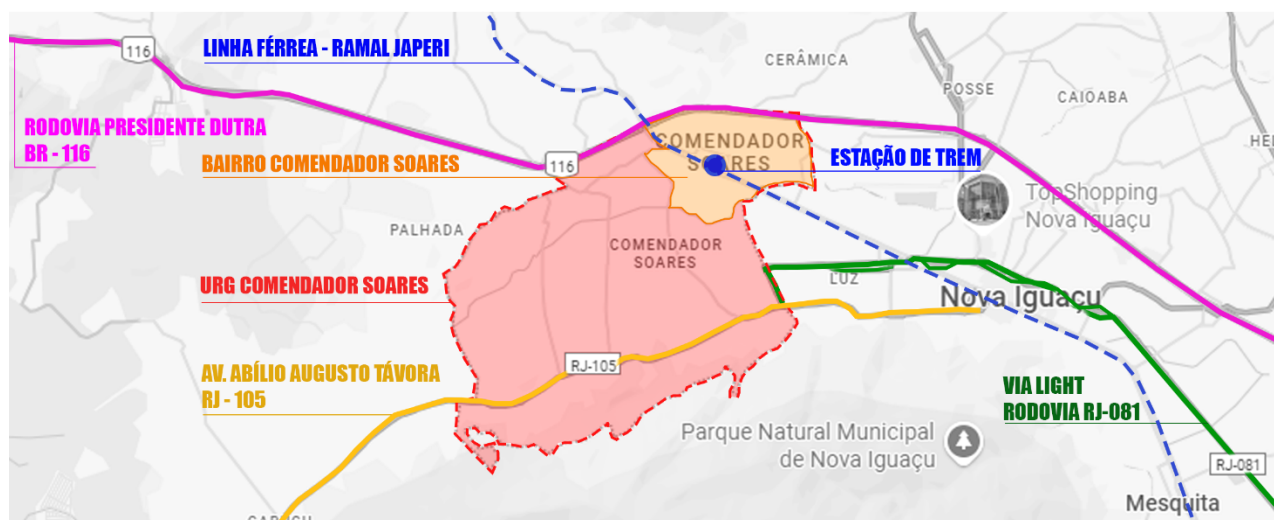 116
LINHA FÉRREA - RAMAL JAPERI
CERÂMICA
POSSE
CAIOABA
RODOVIA PRESIDENTE DUTRA
BR - 116
116
COMENDADOR
SOARES
BAIRRO COMENDADOR SOARES
ESTAÇÃO DE TREM
TopShopping
Nova Iguaçu
PALHADA
COMENDADOR
SOARES
URG COMENDADOR SOARES
LUZ
Nova Iguaçu
AV. ABÍLIO AUGUSTO TÁVORA
RJ - 105
RJ-105
VIA LIGHT
RODOVIA RJ-081
Parque Natural Municipal
de Nova Iguaçu
RJ-081
Mesquita